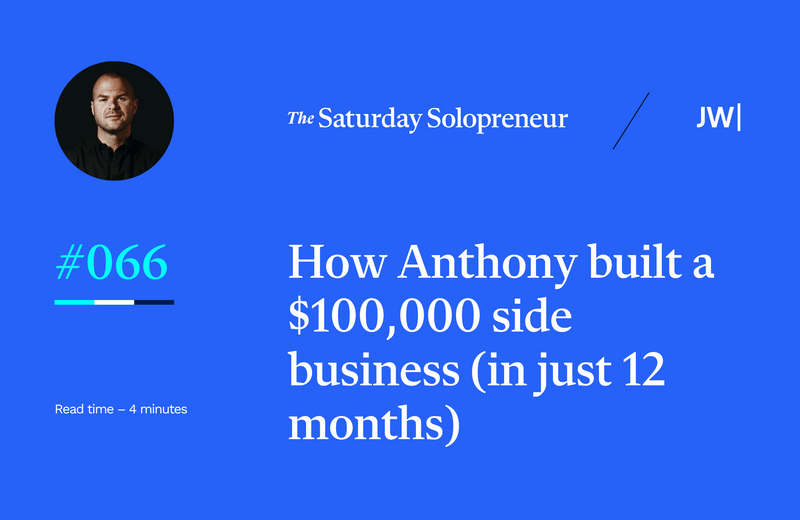 The Saturday Solopreneur
JW|
#066
How Anthony built a
$100,000 side
business (in just 12
months)
Read time – 4 minutes